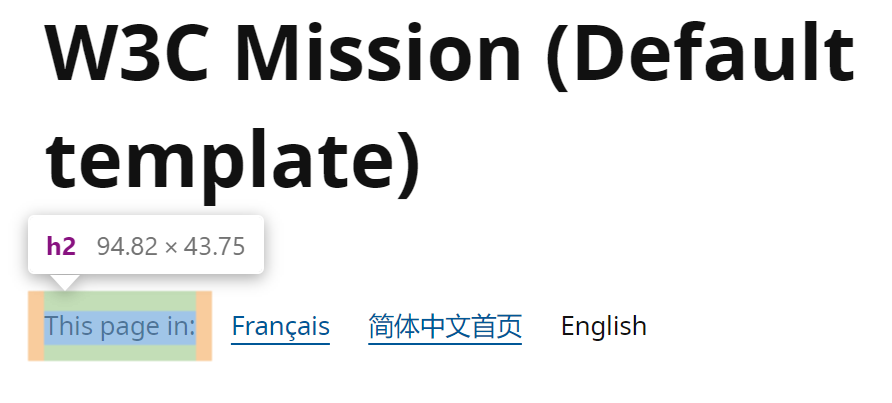 W3C Mission (Default
template)
h2 94.82 × 43.75
This page in: Français 简体中文首页 English